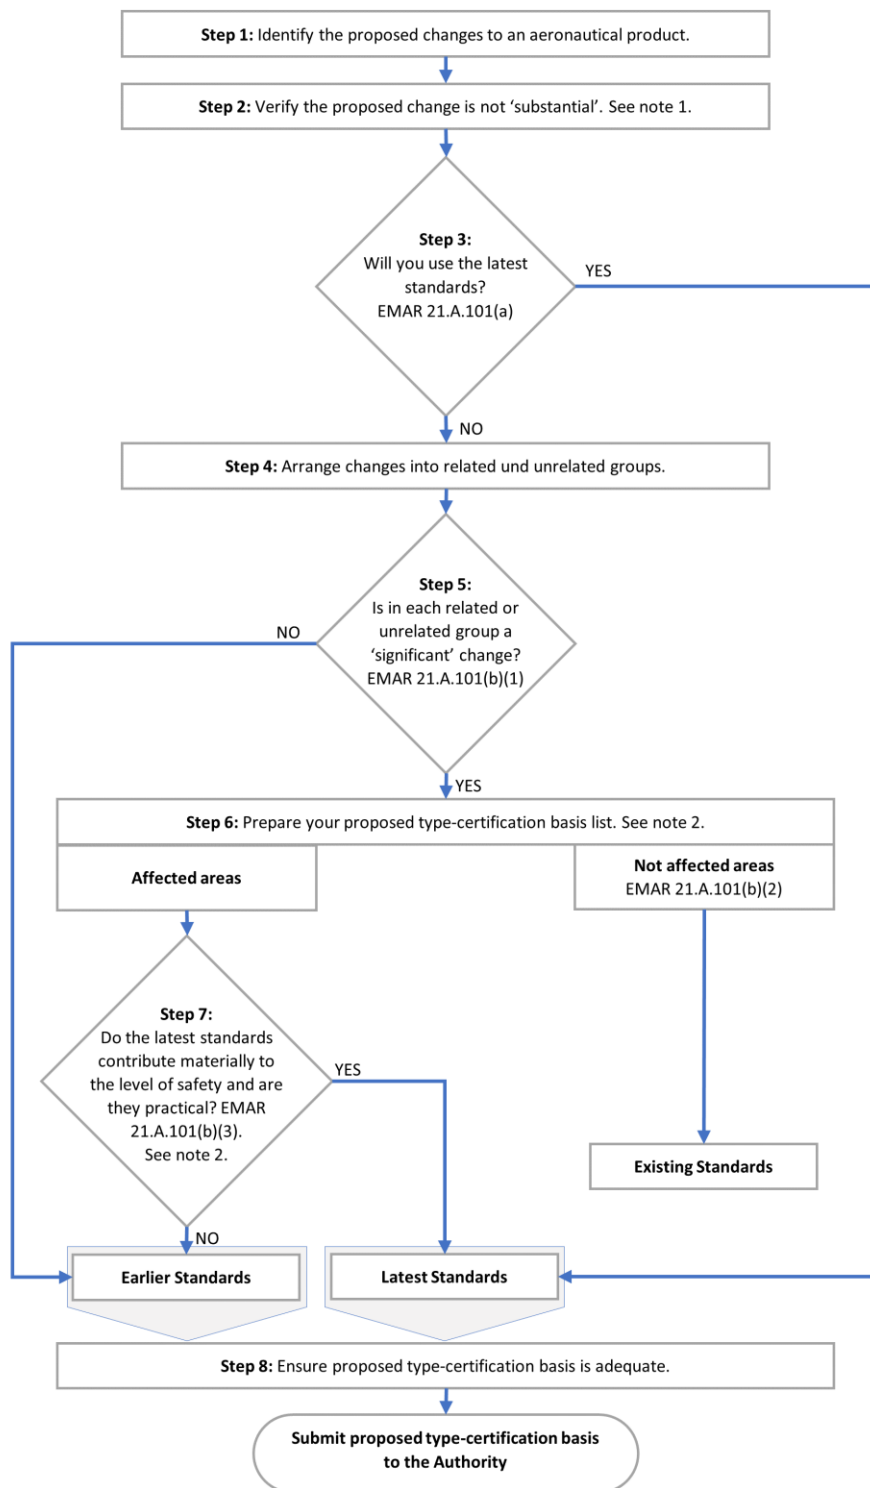 Step 1: Identify the proposed changes to an aeronautical product.
Step 2: Verify the proposed change is not ‘substantial’. See note 1.
Step 3:
Will you use the latest
standards?
EMAR 21.A.101(a)
YES
NO
Step 4: Arrange changes into related und unrelated groups.
Step 5:
Is in each related or
unrelated group a
‘significant’ change?
EMAR 21.A.101(b)(1)
NO
YES
Step 6: Prepare your proposed type-certification basis list. See note 2.
Affected areas
Not affected areas
EMAR 21.A.101(b)(2)
Step 7:
Do the latest standards
contribute materially to
the level of safety and are
they practical? EMAR
21.A.101(b)(3).
See note 2.
YES
NO
Existing Standards
Earlier Standards
Latest Standards
Step 8: Ensure proposed type-certification basis is adequate.
Submit proposed type-certification basis
to the Authority